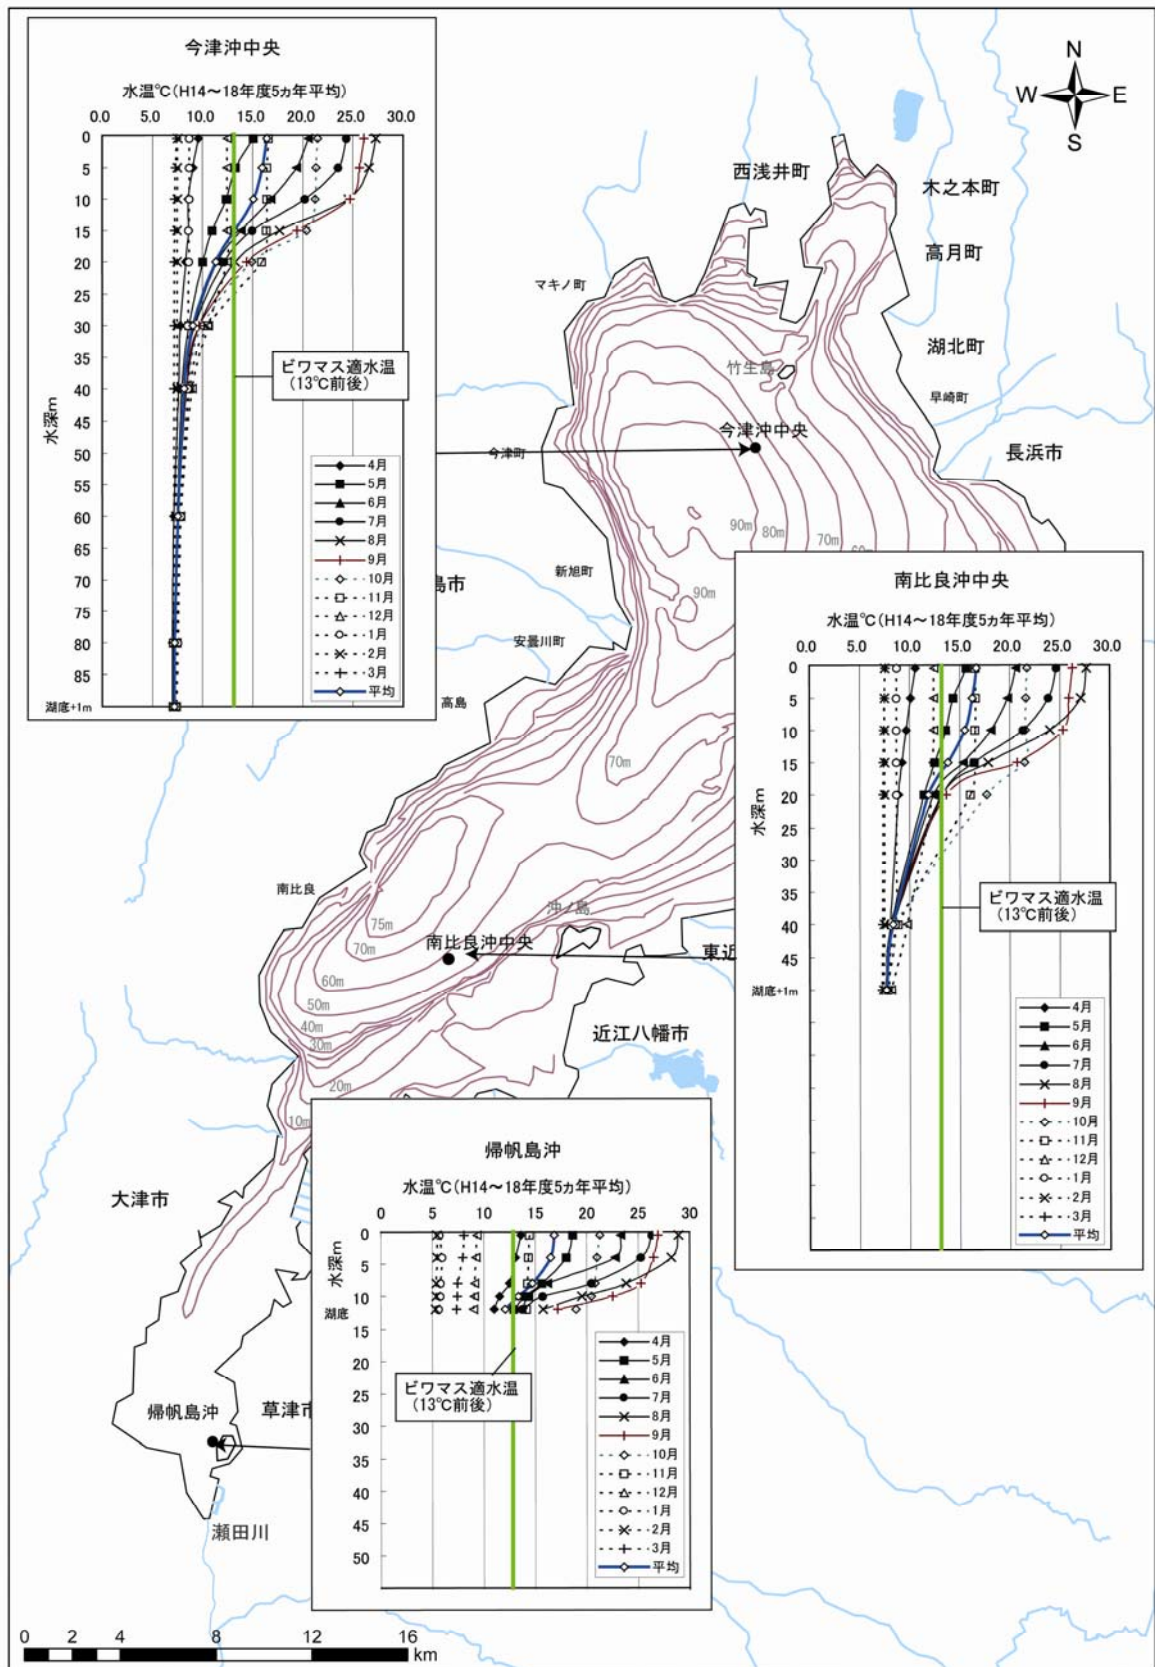 今津沖中央
水温℃(H14～18年度5ヵ年平均)
0.0 5.0 10.0 15.0 20.0 25.0 30.0
0
5
10
15
20
30
35
40
45
50
55
60
65
70
75
80
85
湖底+1m
水深m
ビワマス適水温
(13℃前後)
4月
5月
6月
7月
8月
9月
10月
11月
12月
1月
2月
3月
平均
N
W E
S
西浅井町
木之本町
高月町
マキノ町
湖北町
竹生島
早崎町
今津沖中央
今津町
長浜市
90m 80m 70m
新旭町
90m
島市
安曇川町
高島
70m
南比良
沖ノ島
75m
70m
南比良沖中央
東近
60m
50m
40m
30m
20m
10m
近江八幡市
大津市
帰帆島沖
草津市
瀬田川
南比良沖中央
水温℃(H14～18年度5ヵ年平均)
0.0 5.0 10.0 15.0 20.0 25.0 30.0
0
5
10
15
20
25
30
35
40
45
湖底+1m
水深m
ビワマス適水温
(13℃前後)
4月
5月
6月
7月
8月
9月
10月
11月
12月
1月
2月
3月
平均
帰帆島沖
水温℃(H14～18年度5ヵ年平均)
0 5 10 15 20 25 30
0
5
10
湖底
15
20
25
30
35
40
45
50
水深m
ビワマス適水温
(13℃前後)
4月
5月
6月
7月
8月
9月
10月
11月
12月
1月
2月
3月
平均
0 2 4 8 12 16
km